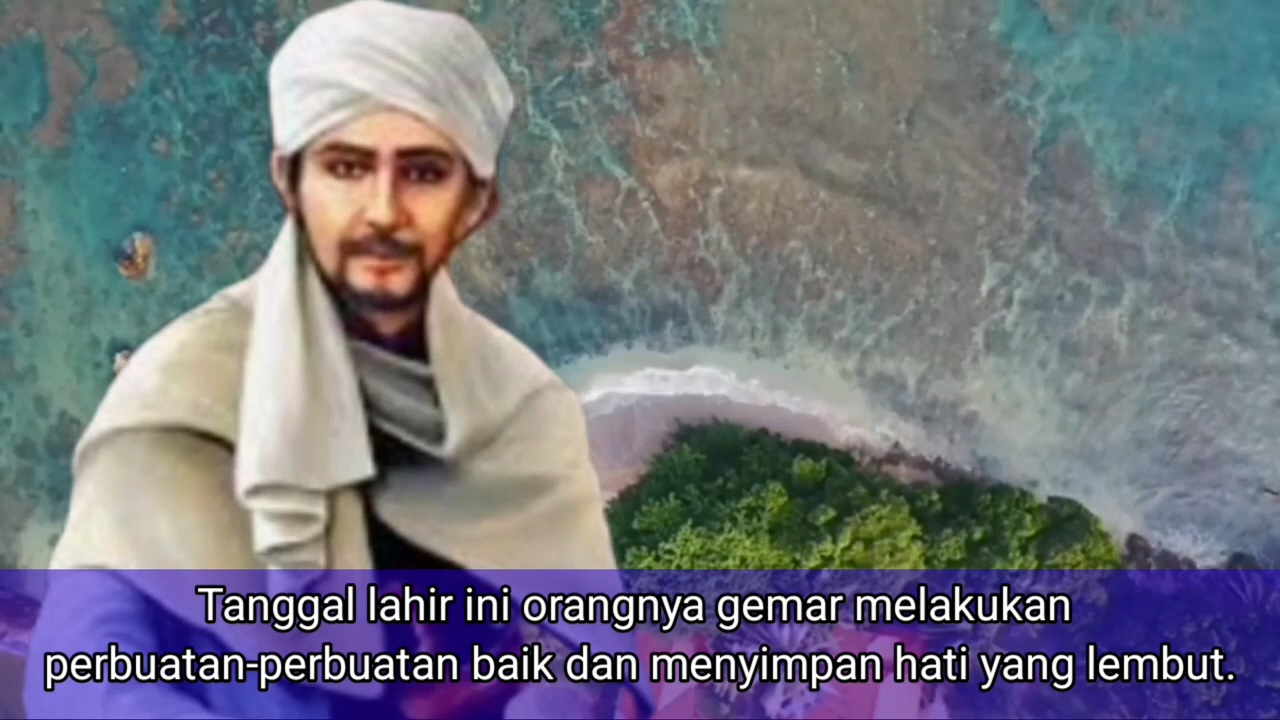 Tanggal lahir ini orangnya gemar melakukan
perbuatan-perbuatan baik dan menyimpan hati yang lembut.